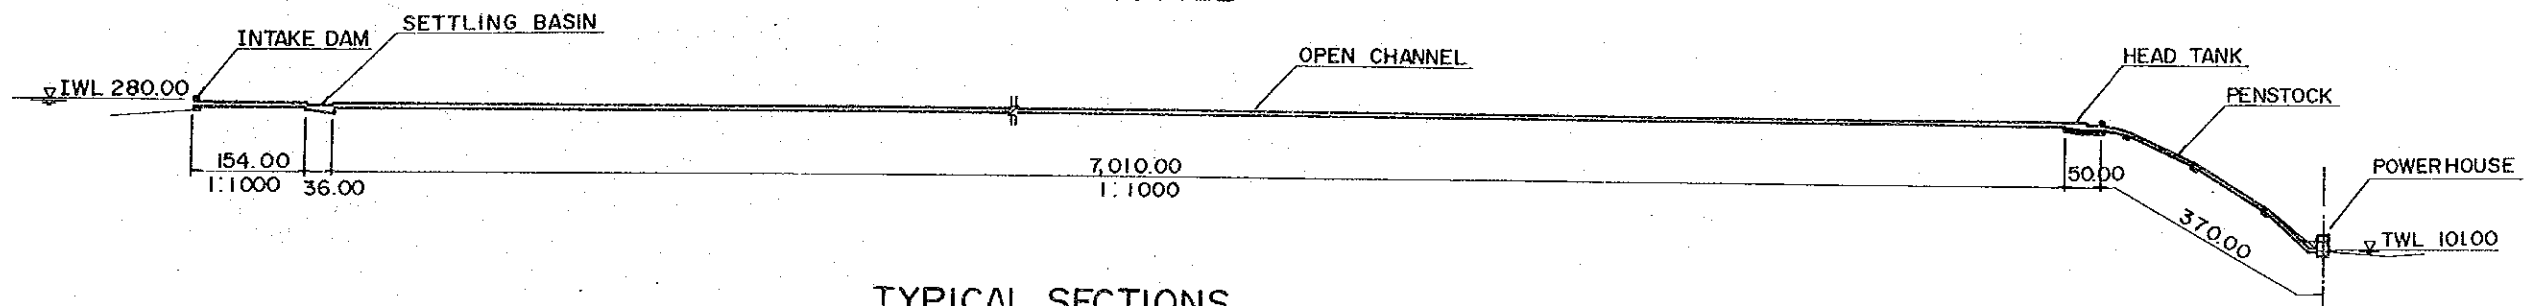 SETTLING BASIN
INTAKE DAM
OPEN CHANNEL
HEAD TANK
IWL 280.00
PENSTOCK
154.00
7,010.00
POWERHOUSE
1:1000
36.00
1:1000
50.00
370.00
TWL 101.00
TYPICAL SECTIONS